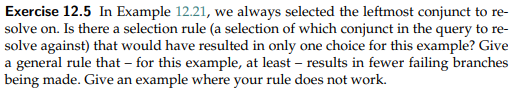 Exercise 12.5 In Example 12.21, we always selected the leftmost conjunct to re-
solve on. Is there a selection rule (a selection of which conjunct in the query to re-
solve against) that would have resulted in only one choice for this example? Give
a general rule that – for this example, at least – results in fewer failing branches
being made. Give an example where your rule does not work.